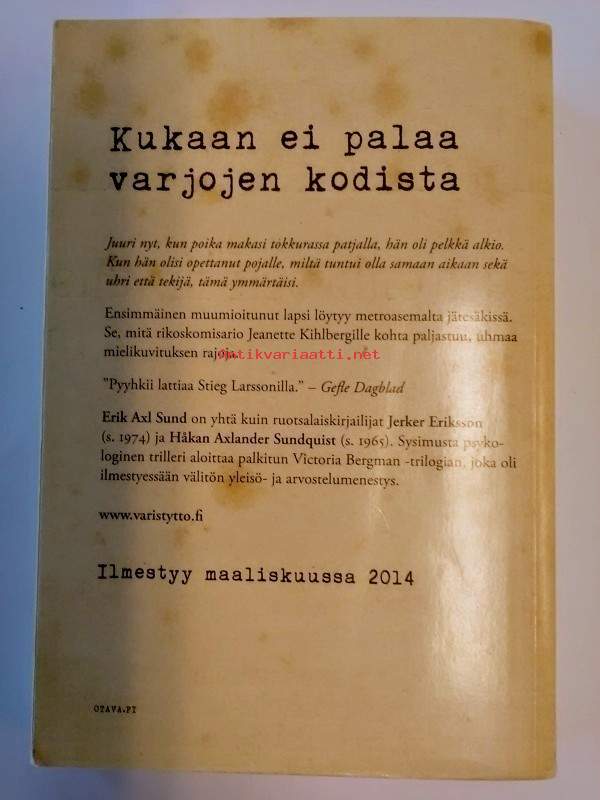 Kukaan ei palaa
varjojen kodista
Juuri nyt, kun poika makasi tokkurassa patjalla, hän oli pelkkä alkio.
Kun hän olisi opettanut pojalle, miltä tuntui olla samaan aikaan sekä
uhri että tekijä, tämä ymmärtäisi.
Ensimmäinen muumioitunut lapsi löytyy metroasemalta jätesäkissä.
Se, mitä rikoskomisario Jeanette Kihlbergille kohta paljastuu, uhmaa
mielikuvituksen rajoja.
antikvariaatti.net
"Pyyhkii lattiaa Stieg Larssonilla." – Gefle Dagblad
Erik Axl Sund on yhtä kuin ruotsalaiskirjailijat Jerker Eriksson
(s. 1974) ja Håkan Axlander Sundquist (s. 1965). Sysimusta psyko-
loginen trilleri aloittaa palkitun Victoria Bergman -trilogian, joka oli
ilmestyessään välitön yleisö- ja arvostelumenestys.
www.varistytto.fi
Ilmestyy maaliskuussa 2014
OTAVA.FI